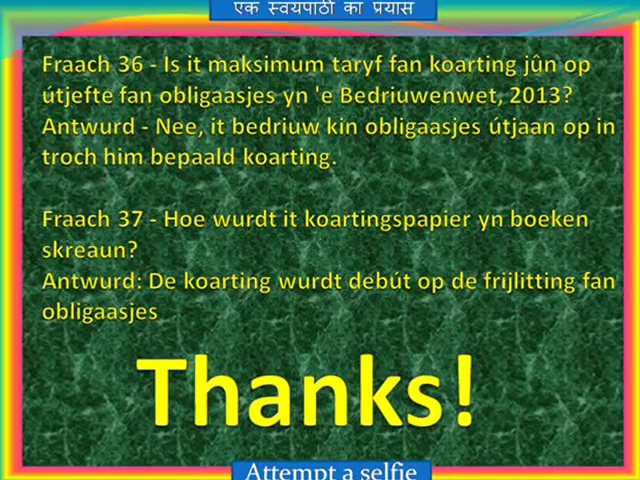 एक स्वयपाठी का प्रयास
Fraach 36 - Is it maksimum taryf fan koarting jûn op
útjefte fan obligaasjes yn 'e Bedriuwenwet, 2013?
Antwurd - Nee, it bedriuw kin obligaasjes útjaan op in
troch him bepaald koarting.
Fraach 37 - Hoe wurdt it koartingspapier yn boeken
skreaun?
Antwurd: De koarting wurdt debút op de frijlitting fan
obligaasjes
Thanks!
Attempt a selfie